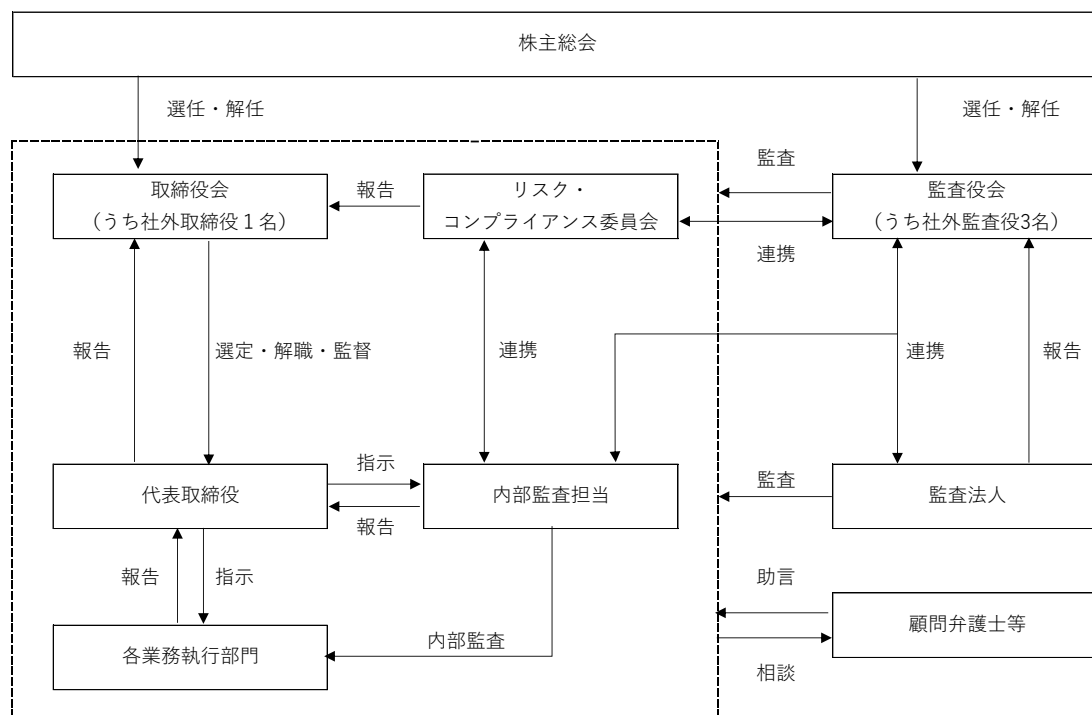 株主総会
選任・解任
選任・解任
監査
取締役会
(うち社外取締役１名)
報告
リスク・
コンプライアンス委員会
監査役会
(うち社外監査役3名)
連携
報告
選定・解職・監督
連携
連携
報告
指示
代表取締役
内部監査担当
監査
監査法人
報告
報告
指示
助言
顧問弁護士等
各業務執行部門
内部監査
相談